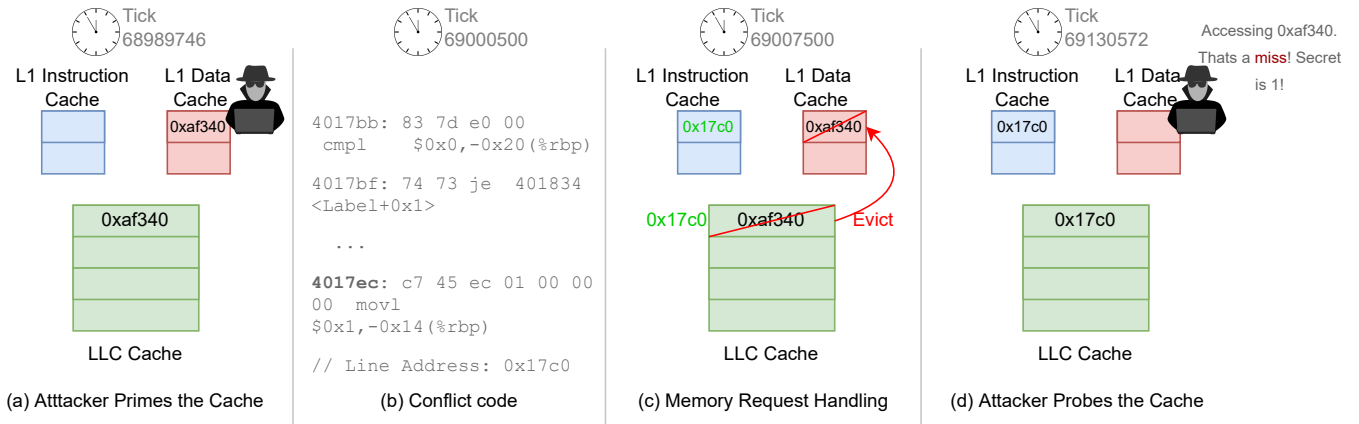 Tick
68989746
L1 Instruction
Cache
L1 Data
Cache
0xaf340
0xaf340
LLC Cache
(a) Atttacker Primes the Cache
Tick
69000500
4017bb: 83 7d e0 00
cmpl $0x0,-0x20(%rbp)
4017bf: 74 73 je 401834
<Label+0x1>
...
4017ec: c7 45 ec 01 00 00
00 movl
$0x1,-0x14(%rbp)
// Line Address: 0x17c0
(b) Conflict code
Tick
69007500
L1 Instruction
Cache
L1 Data
Cache
0x17c0
0xaf340
0x17c0
0xaf340
Evict
LLC Cache
(c) Memory Request Handling
Tick
69130572
Accessing 0xaf340.
Thats a miss! Secret
is 1!
L1 Instruction
Cache
L1 Data
Cache
0x17c0
0x17c0
LLC Cache
(d) Attacker Probes the Cache